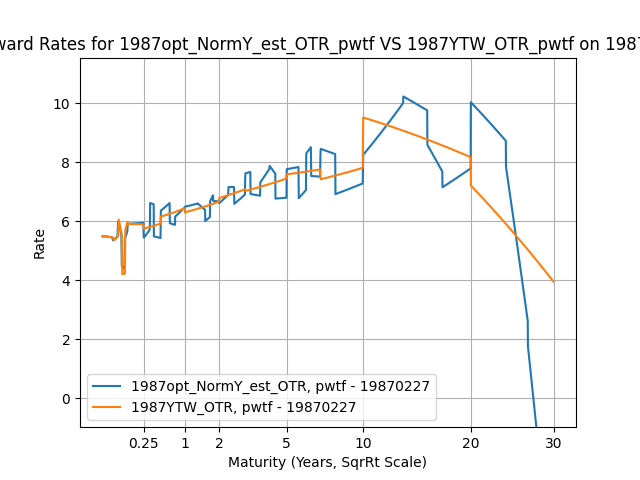 ward Rates for 1987opt_NormY_est_OTR_pwtf VS 1987YTW_OTR_pwtf on 1987
10
8
6
4
2
0
Rate
1987opt_NormY_est_OTR, pwtf - 19870227
1987YTW_OTR, pwtf - 19870227
0.25 1 2 5 10 20 30
Maturity (Years, SqrRt Scale)